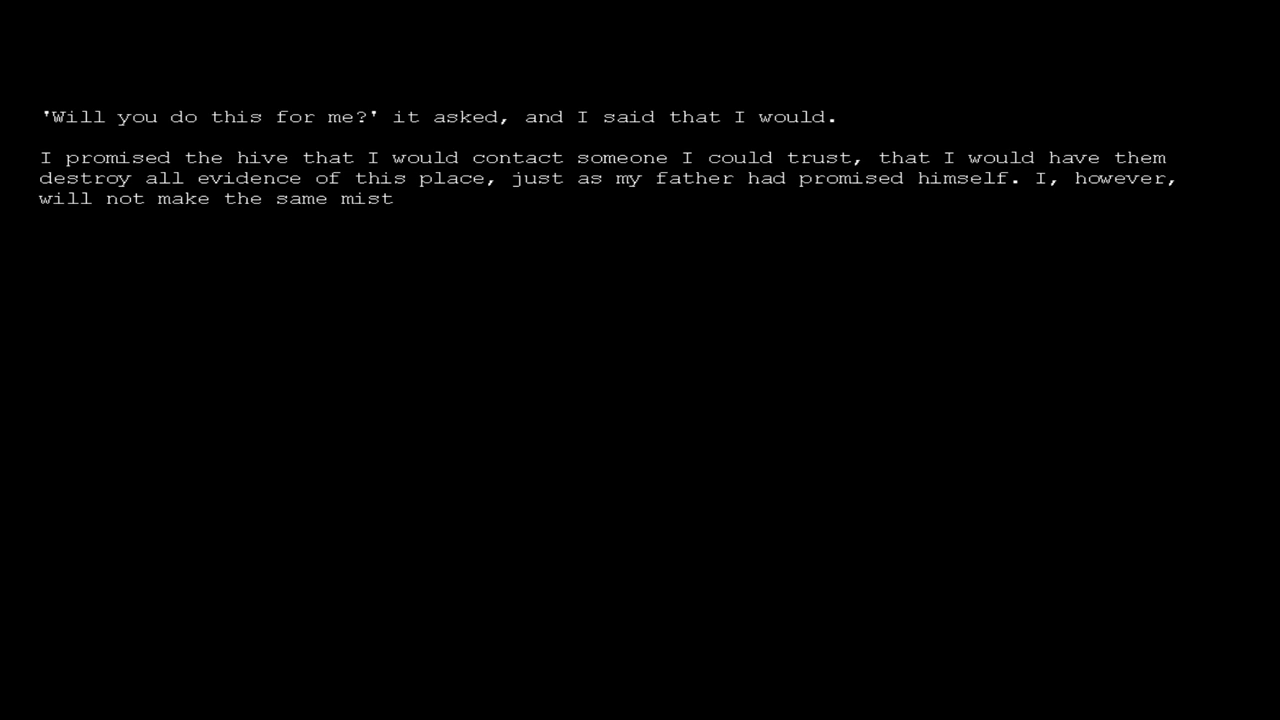 'Will you do this for me?' it asked, and I said that I would.
I promised the hive that I would contact someone I could trust, that I would have them
destroy all evidence of this place, just as my father had promised himself. I, however,
will not make the same mist